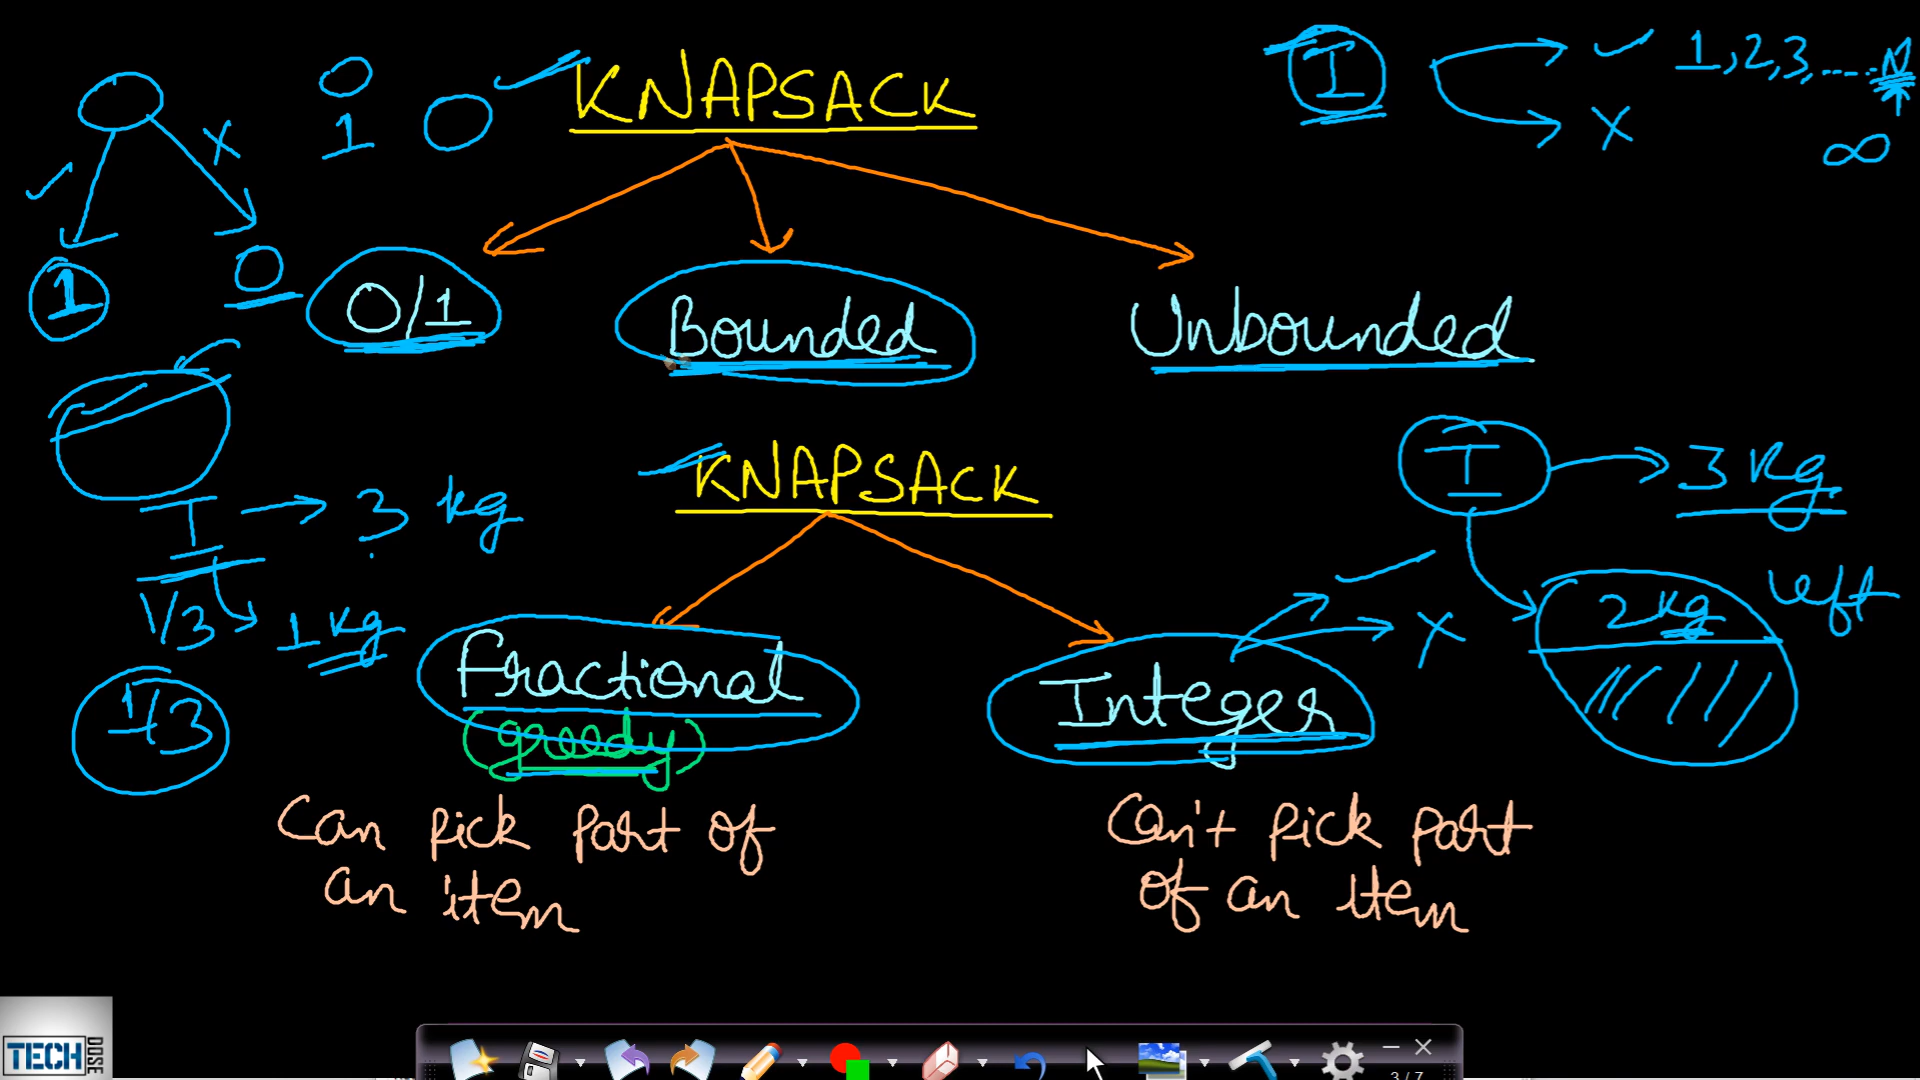 0
1 0 KNAPSACK
I ✓ 1,2,3,....N
X
∞
✓ X
1 0
0/1 Bounded Unbounded
KNAPSACK
I → 3 kg
I → 3 kg
1/3 1 kg
✓ X
2 kg left
1/3
Fractional Integer
(greedy)
Can pick part of an item
Can't pick part of an item
TECH DOSE
3 / 7